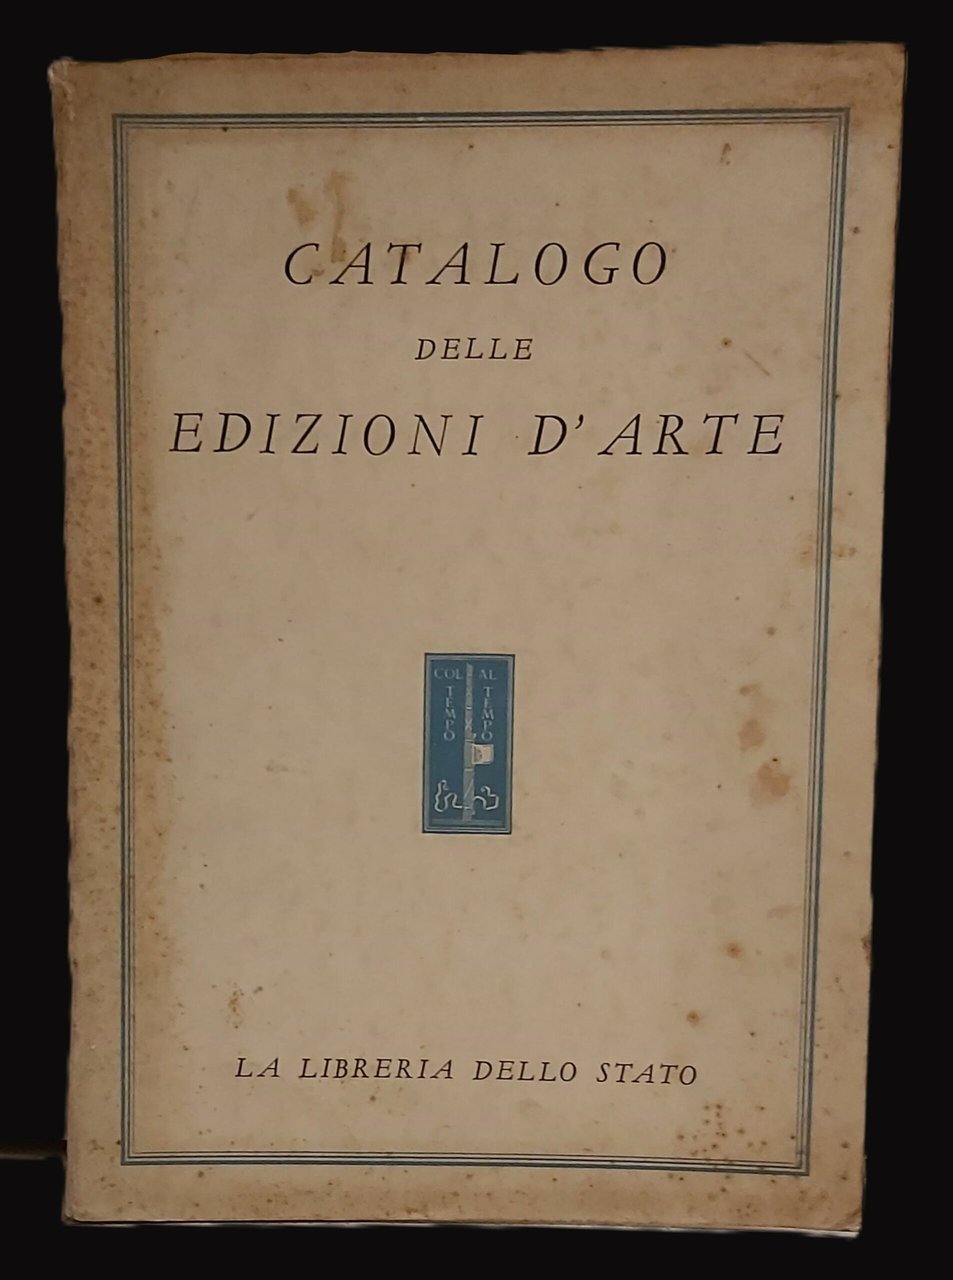 CATALOGO
DELLE
EDIZIONI D'ARTE
COL TEMPO
AL TEMPO
LA LIBRERIA DELLO STATO